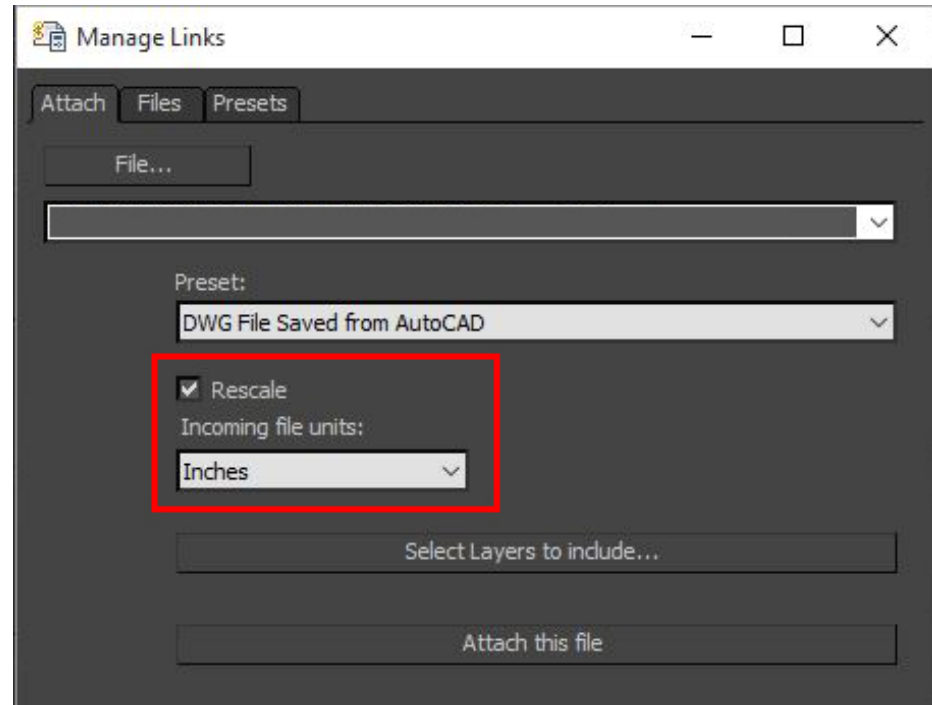 Manage Links
Attach Files Presets
File...
Preset:
DWG File Saved from AutoCAD
Rescale
Incoming file units:
Inches
Select Layers to include...
Attach this file